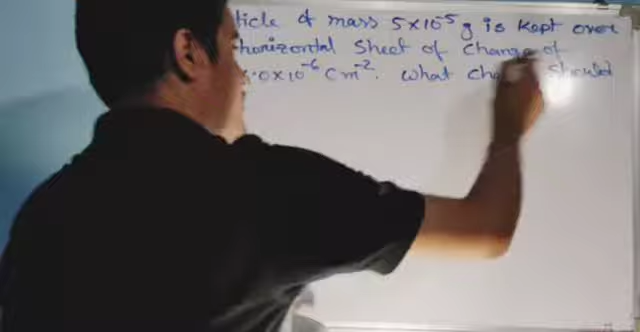 ticle of mass 5×10⁻⁵ g is kept over
horizontal sheet of charge of
.0×10⁻⁶ Cm⁻². What should